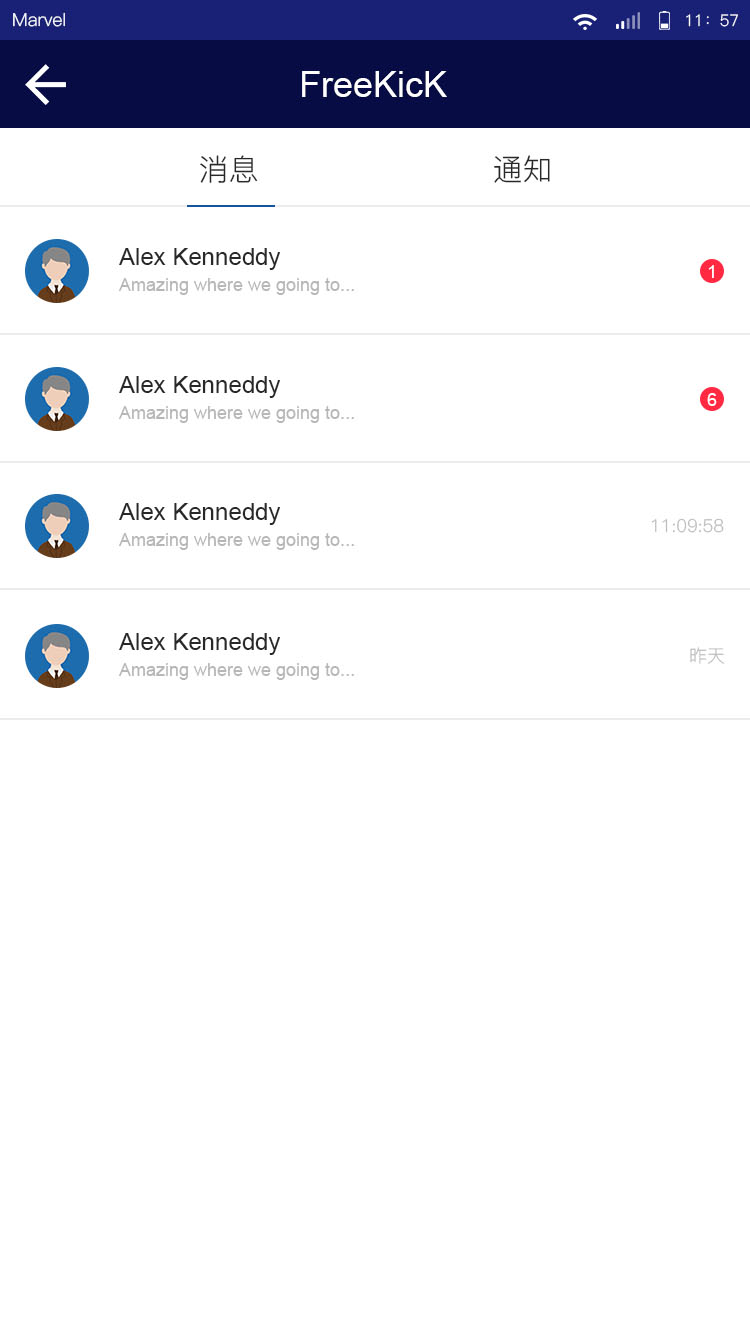 Marvel 11: 57
FreeKicK
消息 通知
Alex Kenneddy
Amazing where we going to...
1
Alex Kenneddy
Amazing where we going to...
6
Alex Kenneddy
Amazing where we going to...
11:09:58
Alex Kenneddy
Amazing where we going to...
昨天